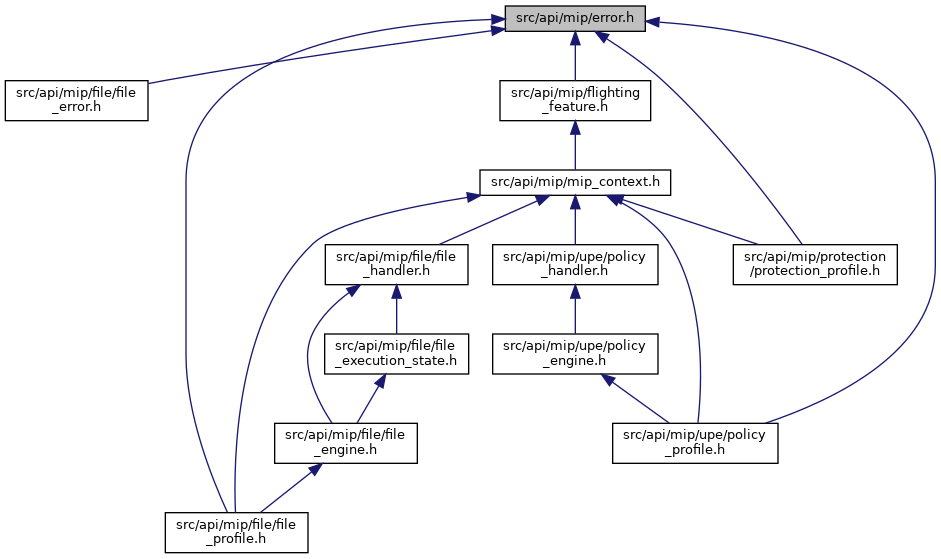 src/api/mip/error.h
src/api/mip/file/file
_error.h
src/api/mip/flighting
_feature.h
src/api/mip/mip_context.h
src/api/mip/file/file
_handler.h
src/api/mip/upe/policy
_handler.h
src/api/mip/protection
/protection_profile.h
src/api/mip/file/file
_execution_state.h
src/api/mip/upe/policy
_engine.h
src/api/mip/file/file
_engine.h
src/api/mip/upe/policy
_profile.h
src/api/mip/file/file
_profile.h